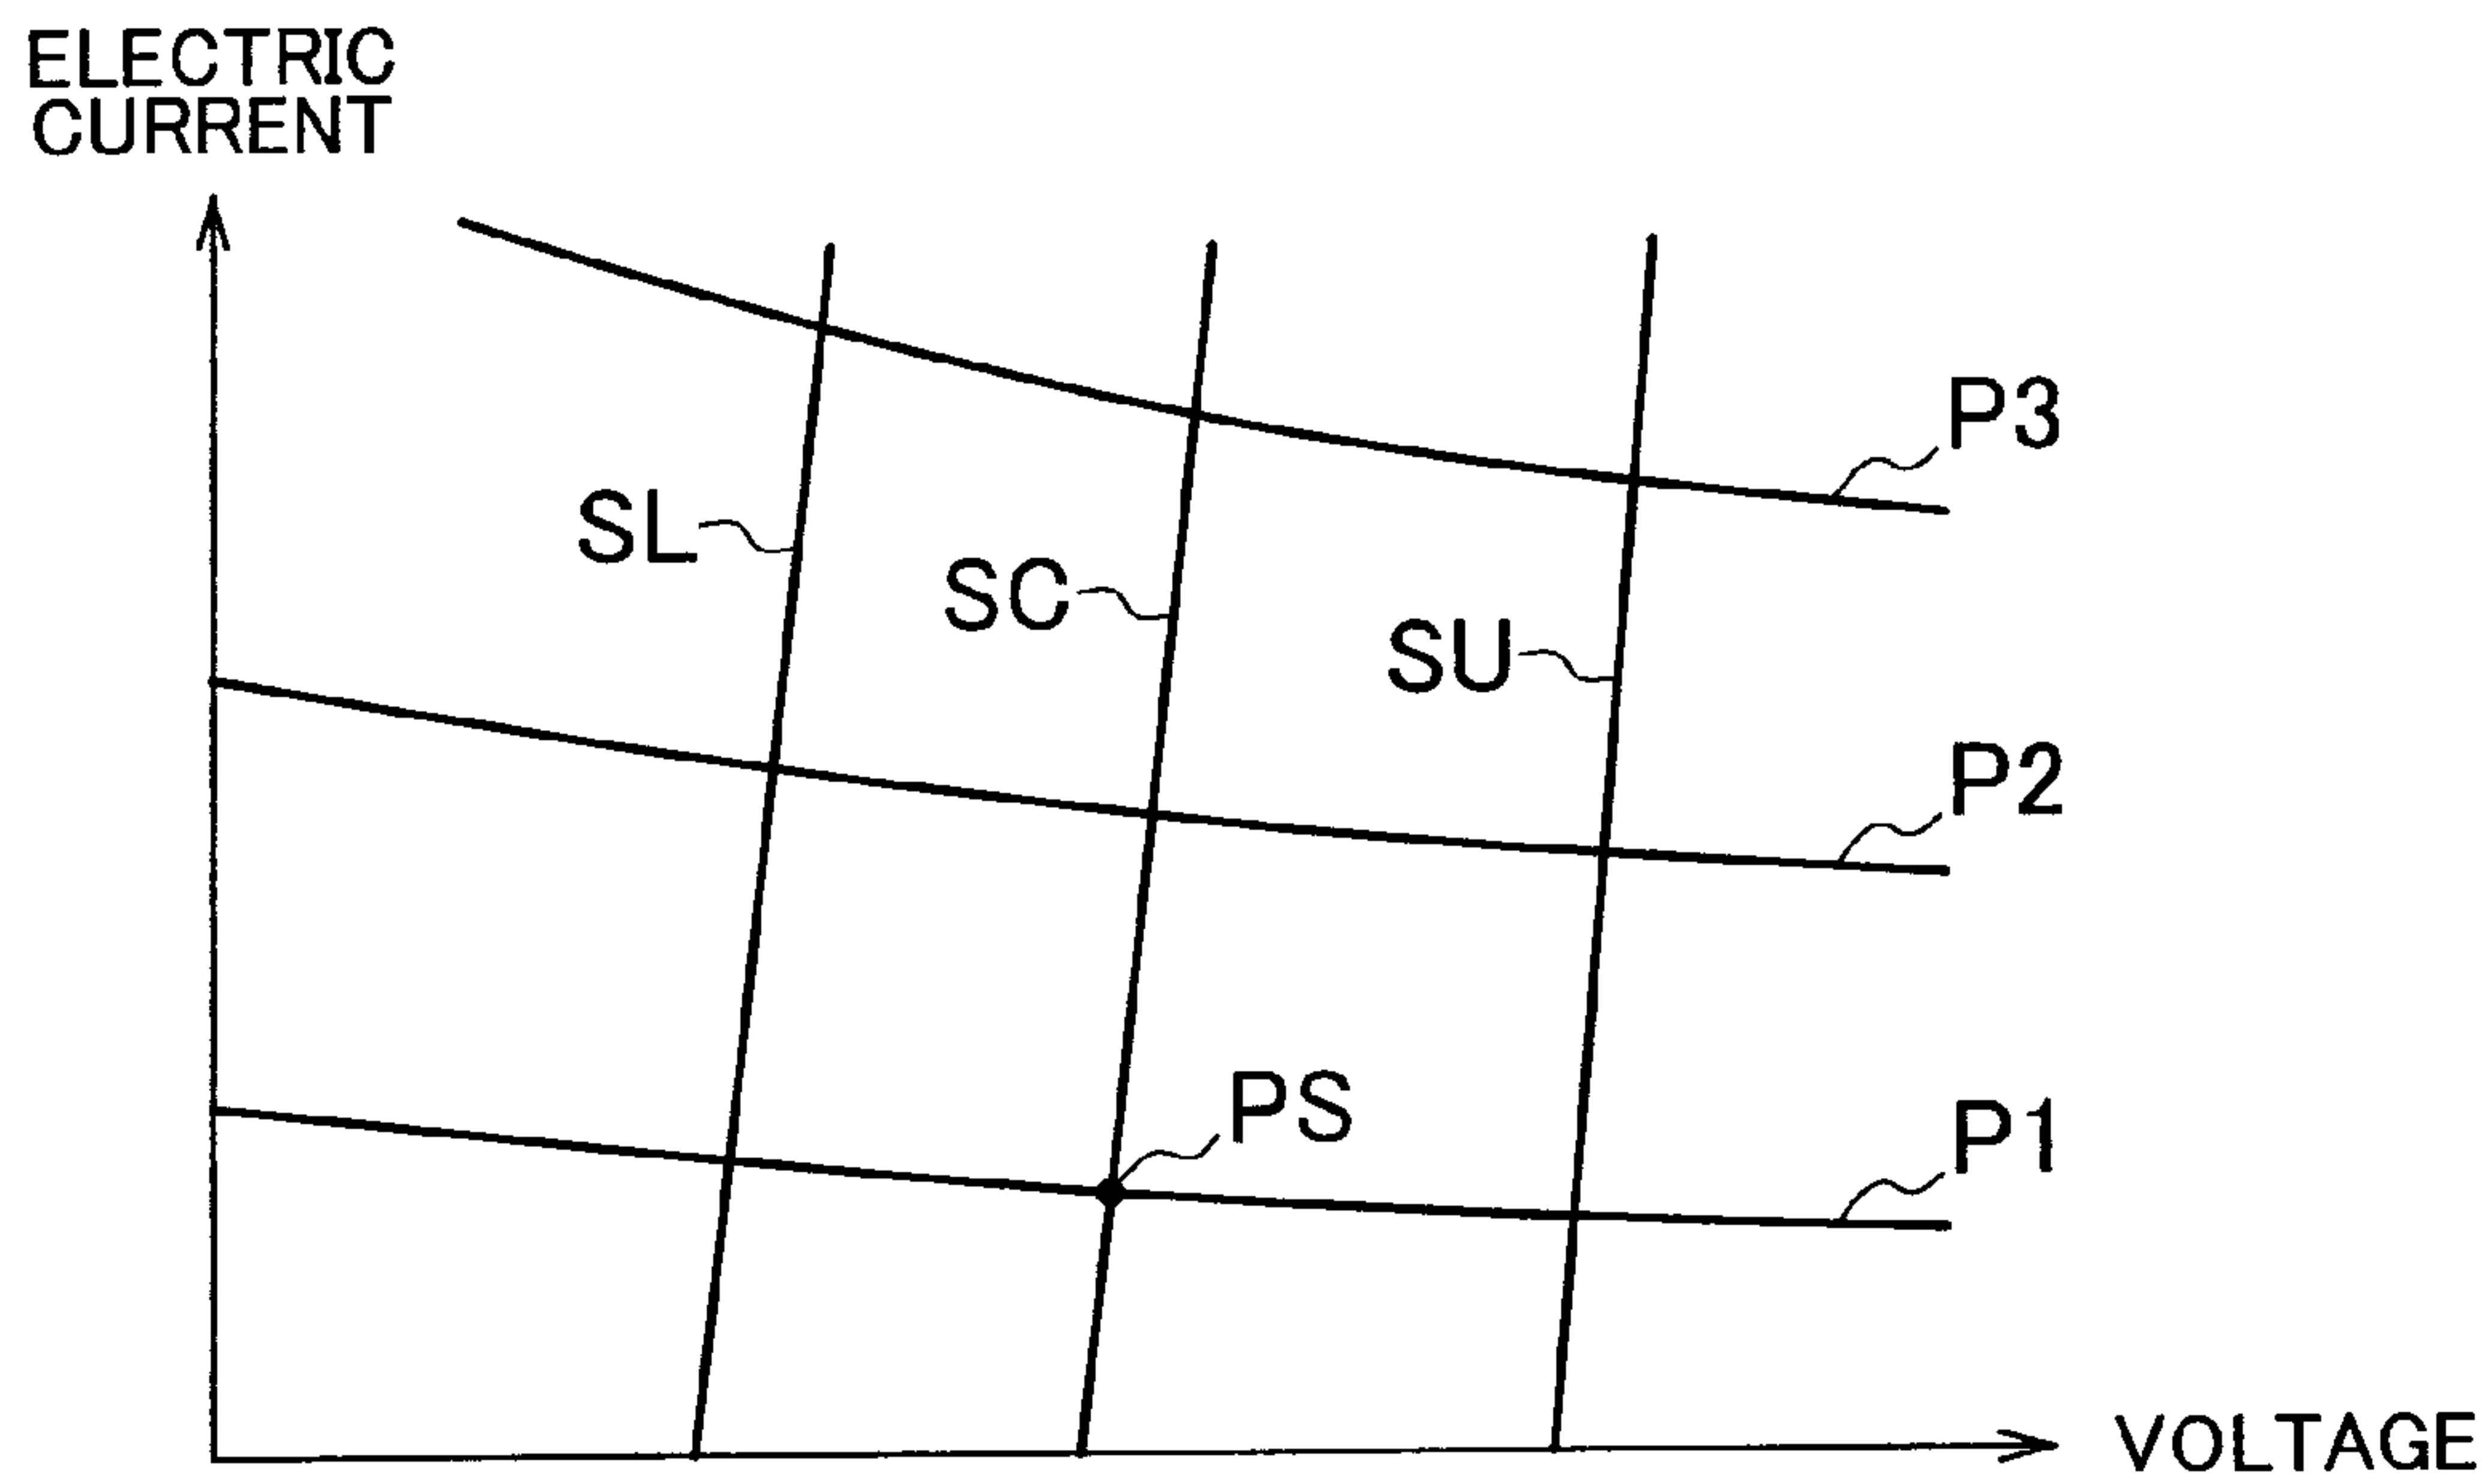 ELECTRIC
CURRENT
P3
SL
SC
SU
P2
PS
P1
VOLTAGE